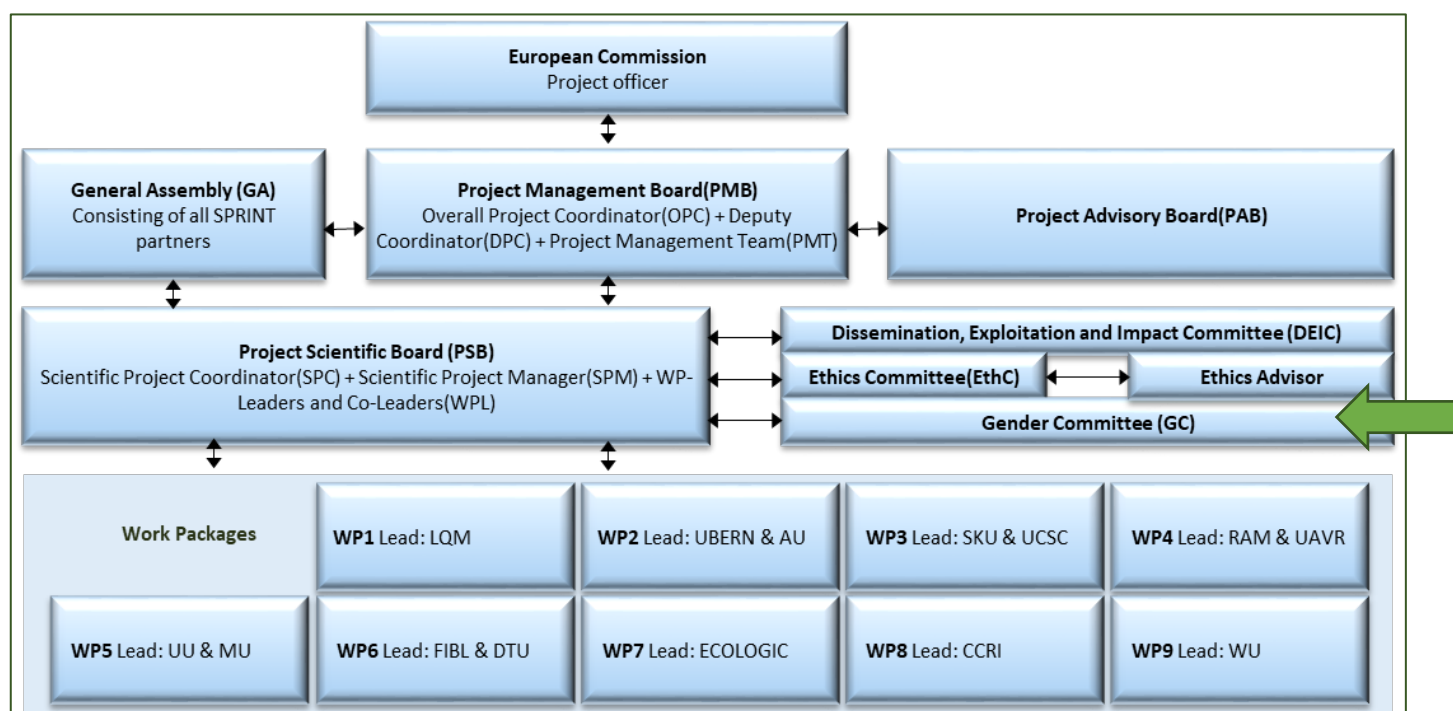 European Commission
Project officer
General Assembly (GA)
Consisting of all SPRINT
partners
Project Management Board(PMB)
Overall Project Coordinator(OPC) + Deputy
Coordinator(DPC) + Project Management Team(PMT)
Project Advisory Board(PAB)
Project Scientific Board (PSB)
Scientific Project Coordinator(SPC) + Scientific Project Manager(SPM) + WP-
Leaders and Co-Leaders(WPL)
Dissemination, Exploitation and Impact Committee (DEIC)
Ethics Committee(EthC)
Ethics Advisor
Gender Committee (GC)
Work Packages
WP1 Lead: LQM
WP2 Lead: UBERN & AU
WP3 Lead: SKU & UCSC
WP4 Lead: RAM & UAVR
WP5 Lead: UU & MU
WP6 Lead: FIBL & DTU
WP7 Lead: ECOLOGIC
WP8 Lead: CCRI
WP9 Lead: WU